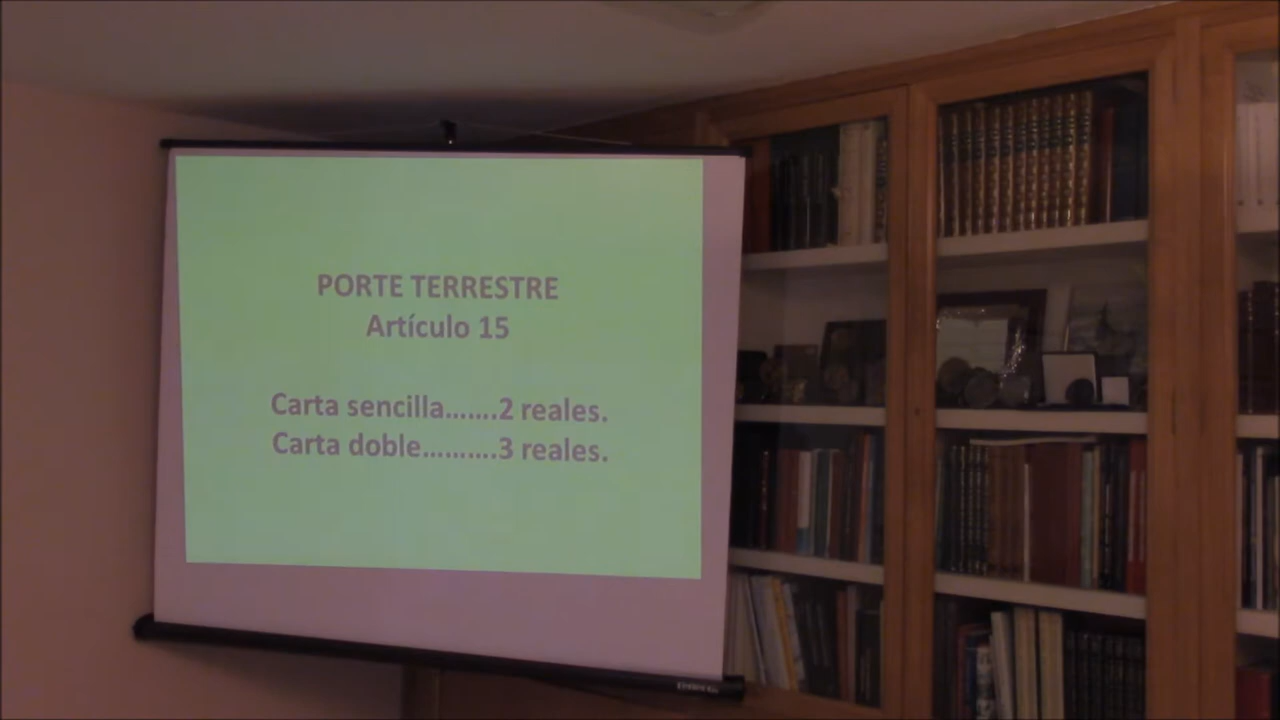 PORTE TERRESTRE
Artículo 15
Carta sencilla.......2 reales.
Carta doble..........3 reales.